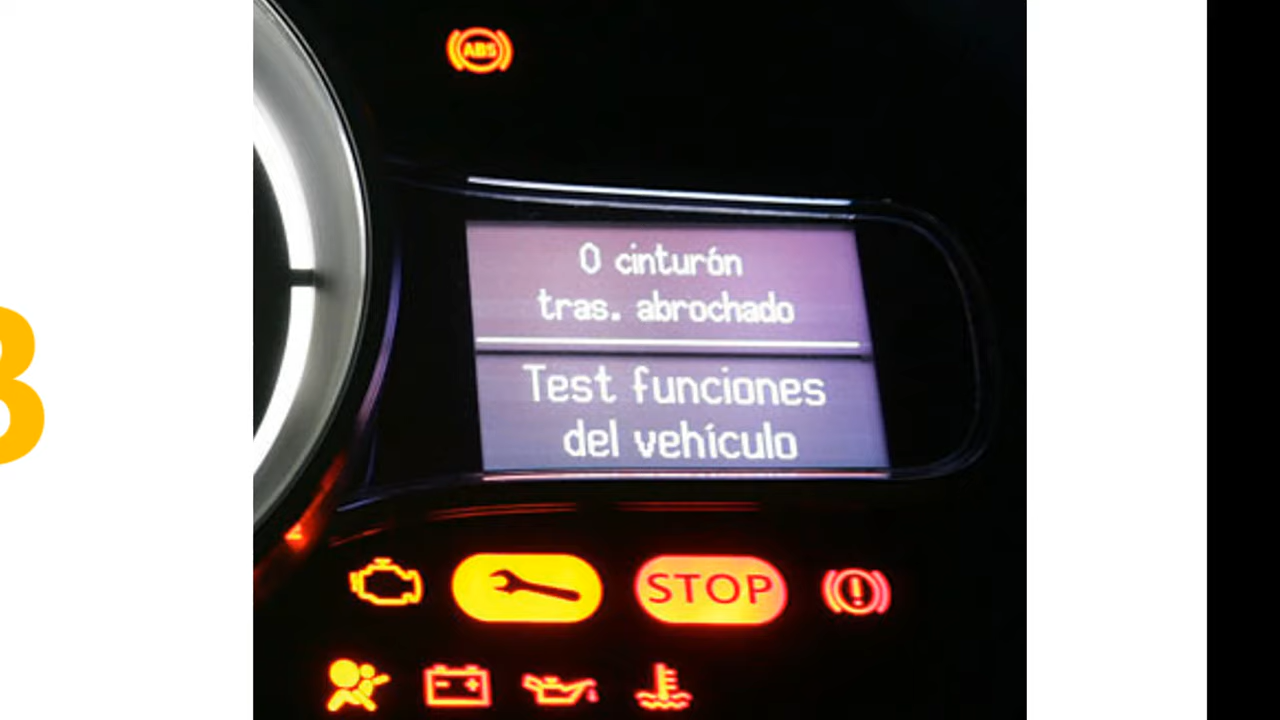 ABS
0 cinturón
tras. abrochado
Test funciones
del vehículo
STOP